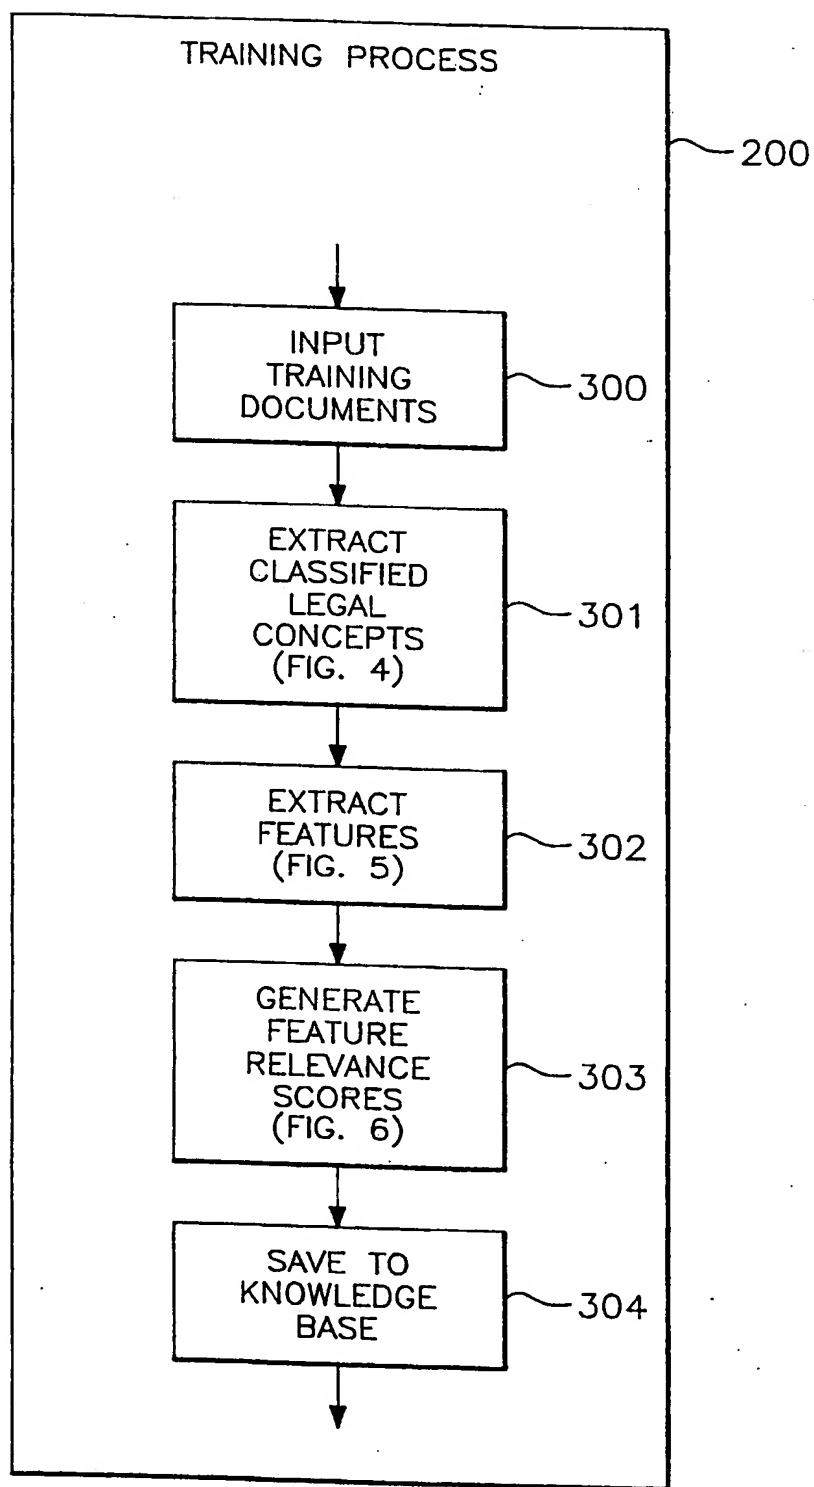 TRAINING PROCESS
200
INPUT
TRAINING
DOCUMENTS
300
EXTRACT
CLASSIFIED
LEGAL
CONCEPTS
(FIG. 4)
301
EXTRACT
FEATURES
(FIG. 5)
302
GENERATE
FEATURE
RELEVANCE
SCORES
(FIG. 6)
303
SAVE TO
KNOWLEDGE
BASE
304